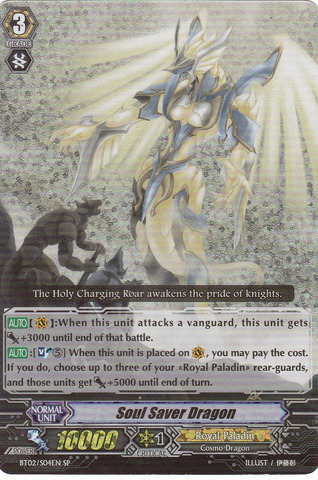 3
GRADE
The Holy Charging Roar awakens the pride of knights.
AUTO [ ]:When this unit attacks a vanguard, this unit gets
+3000 until end of that battle.
AUTO :[ (5)] When this unit is placed on , you may pay the cost.
If you do, choose up to three of your «Royal Paladin» rear-guards,
and those units get +5000 until end of turn.
NORMAL UNIT
Soul Saver Dragon
POWER
10000
1
CRITICAL
Royal Paladin
Cosmo Dragon
BT02/S04EN SP
ILLUST / 伊藤彰